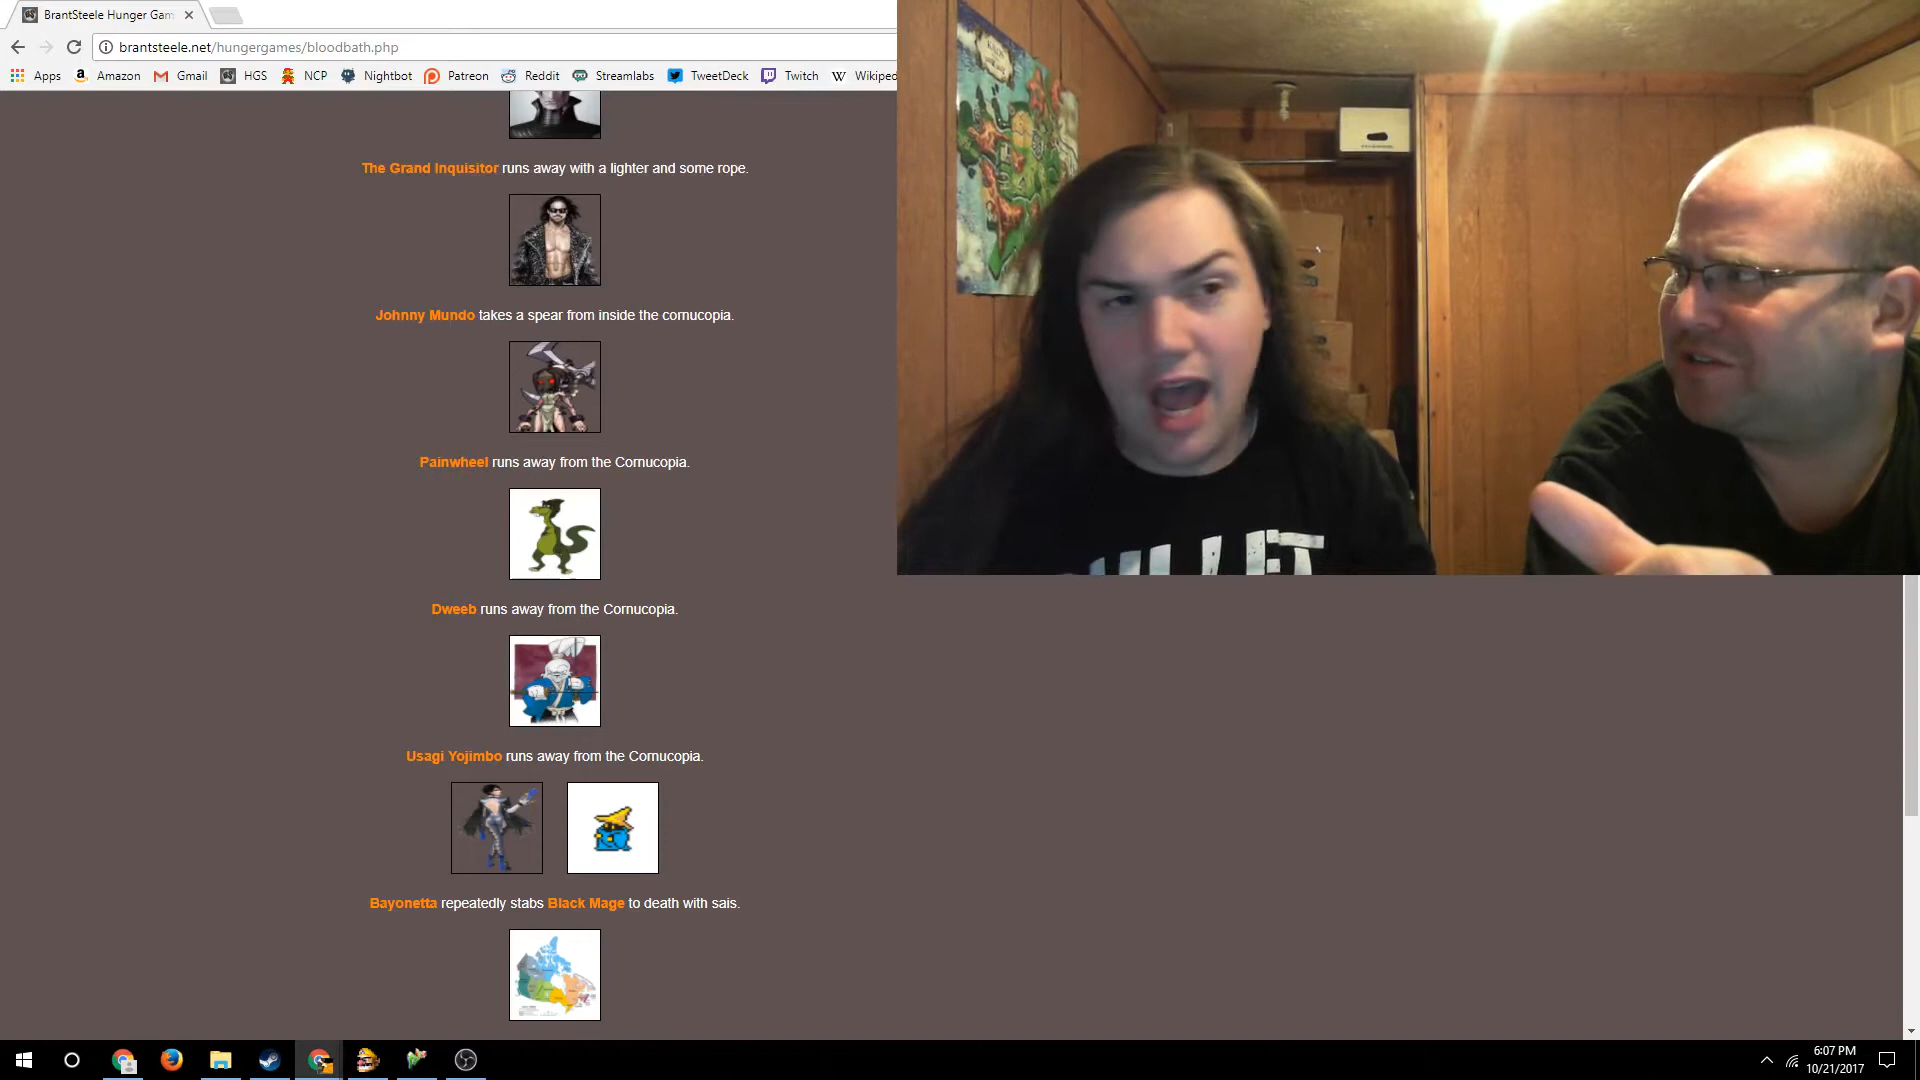 BrantSteele Hunger Gam
brantsteele.net/hungergames/bloodbath.php
Apps Amazon Gmail HGS NCP Nightbot Patreon Reddit Streamlabs TweetDeck Twitch Wikiped
The Grand Inquisitor runs away with a lighter and some rope.
Johnny Mundo takes a spear from inside the cornucopia.
Painwheel runs away from the Cornucopia.
Dweeb runs away from the Cornucopia.
Usagi Yojimbo runs away from the Cornucopia.
Bayonetta repeatedly stabs Black Mage to death with sais.
6:07 PM
10/21/2017